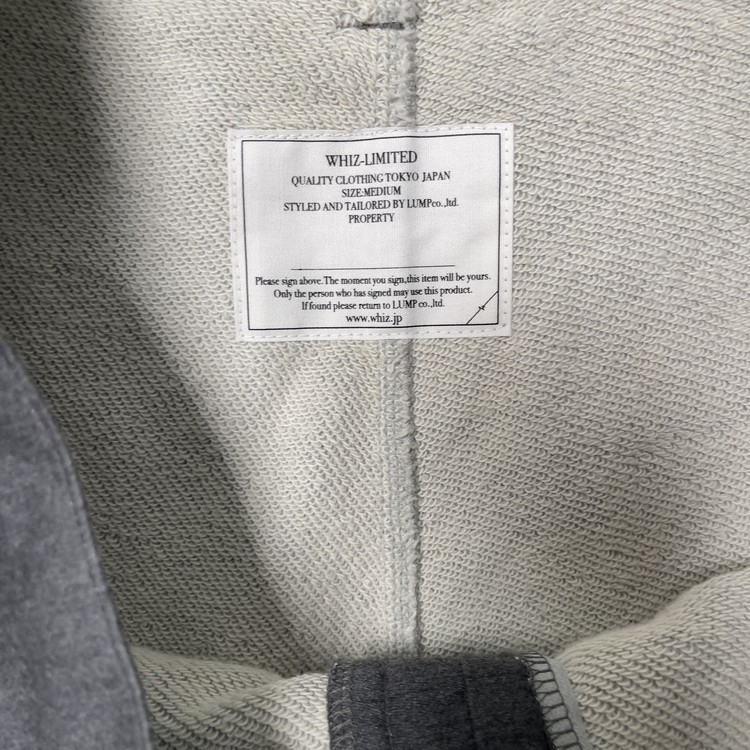 WHIZ-LIMITED
QUALITY CLOTHING TOKYO JAPAN
SIZE:MEDIUM
STYLED AND TAILORED BY LUMPco.,ltd.
PROPERTY
Please sign above.The moment you sign,this item will be yours.
Only the person who has signed may use this product.
If found please return to LUMP co.,ltd.
www.whiz.jp